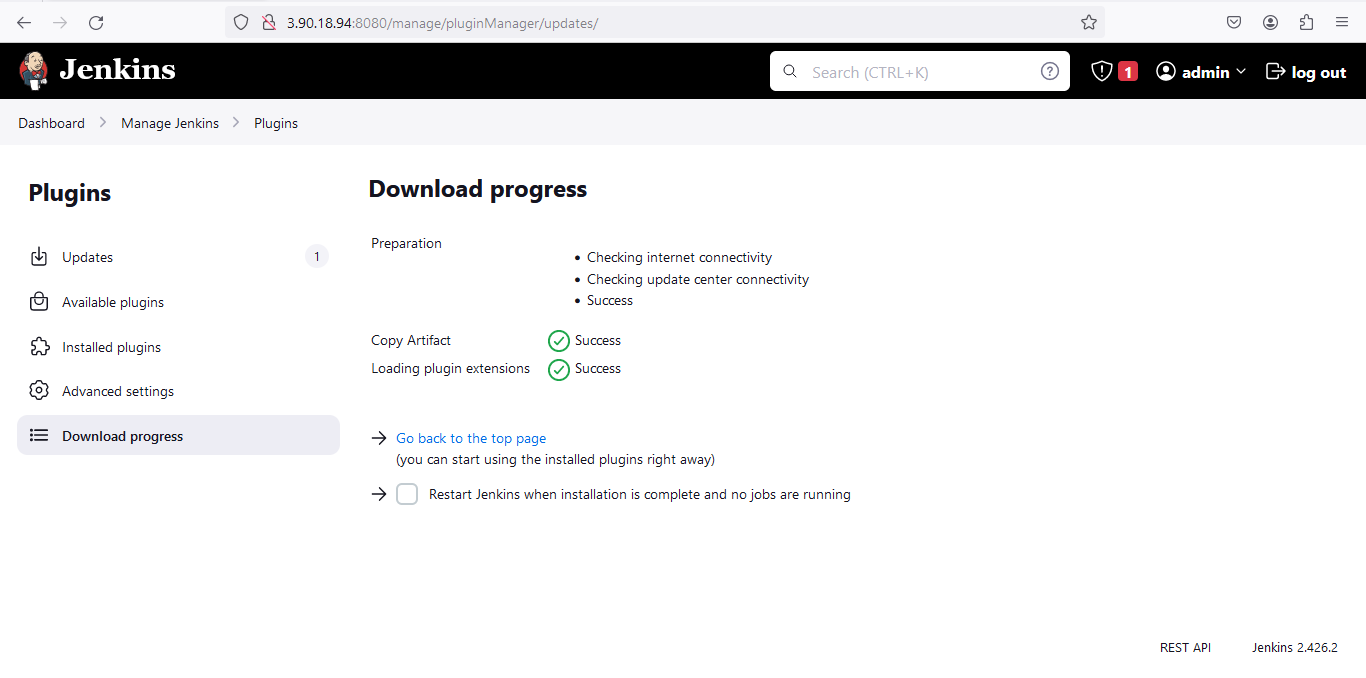 3.90.18.94:8080/manage/pluginManager/updates/
Jenkins
Search (CTRL+K)
1
admin
log out
Dashboard
Manage Jenkins
Plugins
Plugins
Updates
1
Available plugins
Installed plugins
Advanced settings
Download progress
Download progress
Preparation
Checking internet connectivity
Checking update center connectivity
Success
Copy Artifact
Success
Loading plugin extensions
Success
Go back to the top page
(you can start using the installed plugins right away)
Restart Jenkins when installation is complete and no jobs are running
REST API
Jenkins 2.426.2